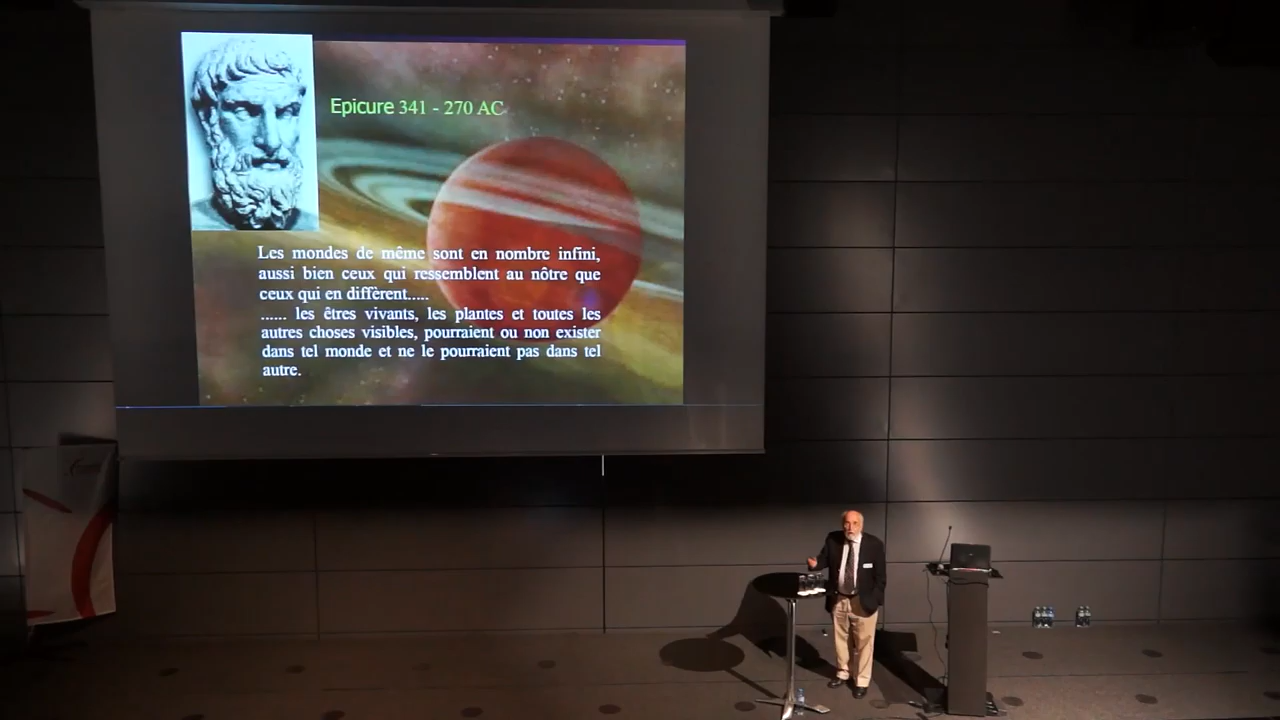 Epicure 341 - 270 AC
Les mondes de même sont en nombre infini,
aussi bien ceux qui ressemblent au nôtre que
ceux qui en diffèrent.....
...... les êtres vivants, les plantes et toutes les
autres choses visibles, pourraient ou non exister
dans tel monde et ne le pourraient pas dans tel
autre.